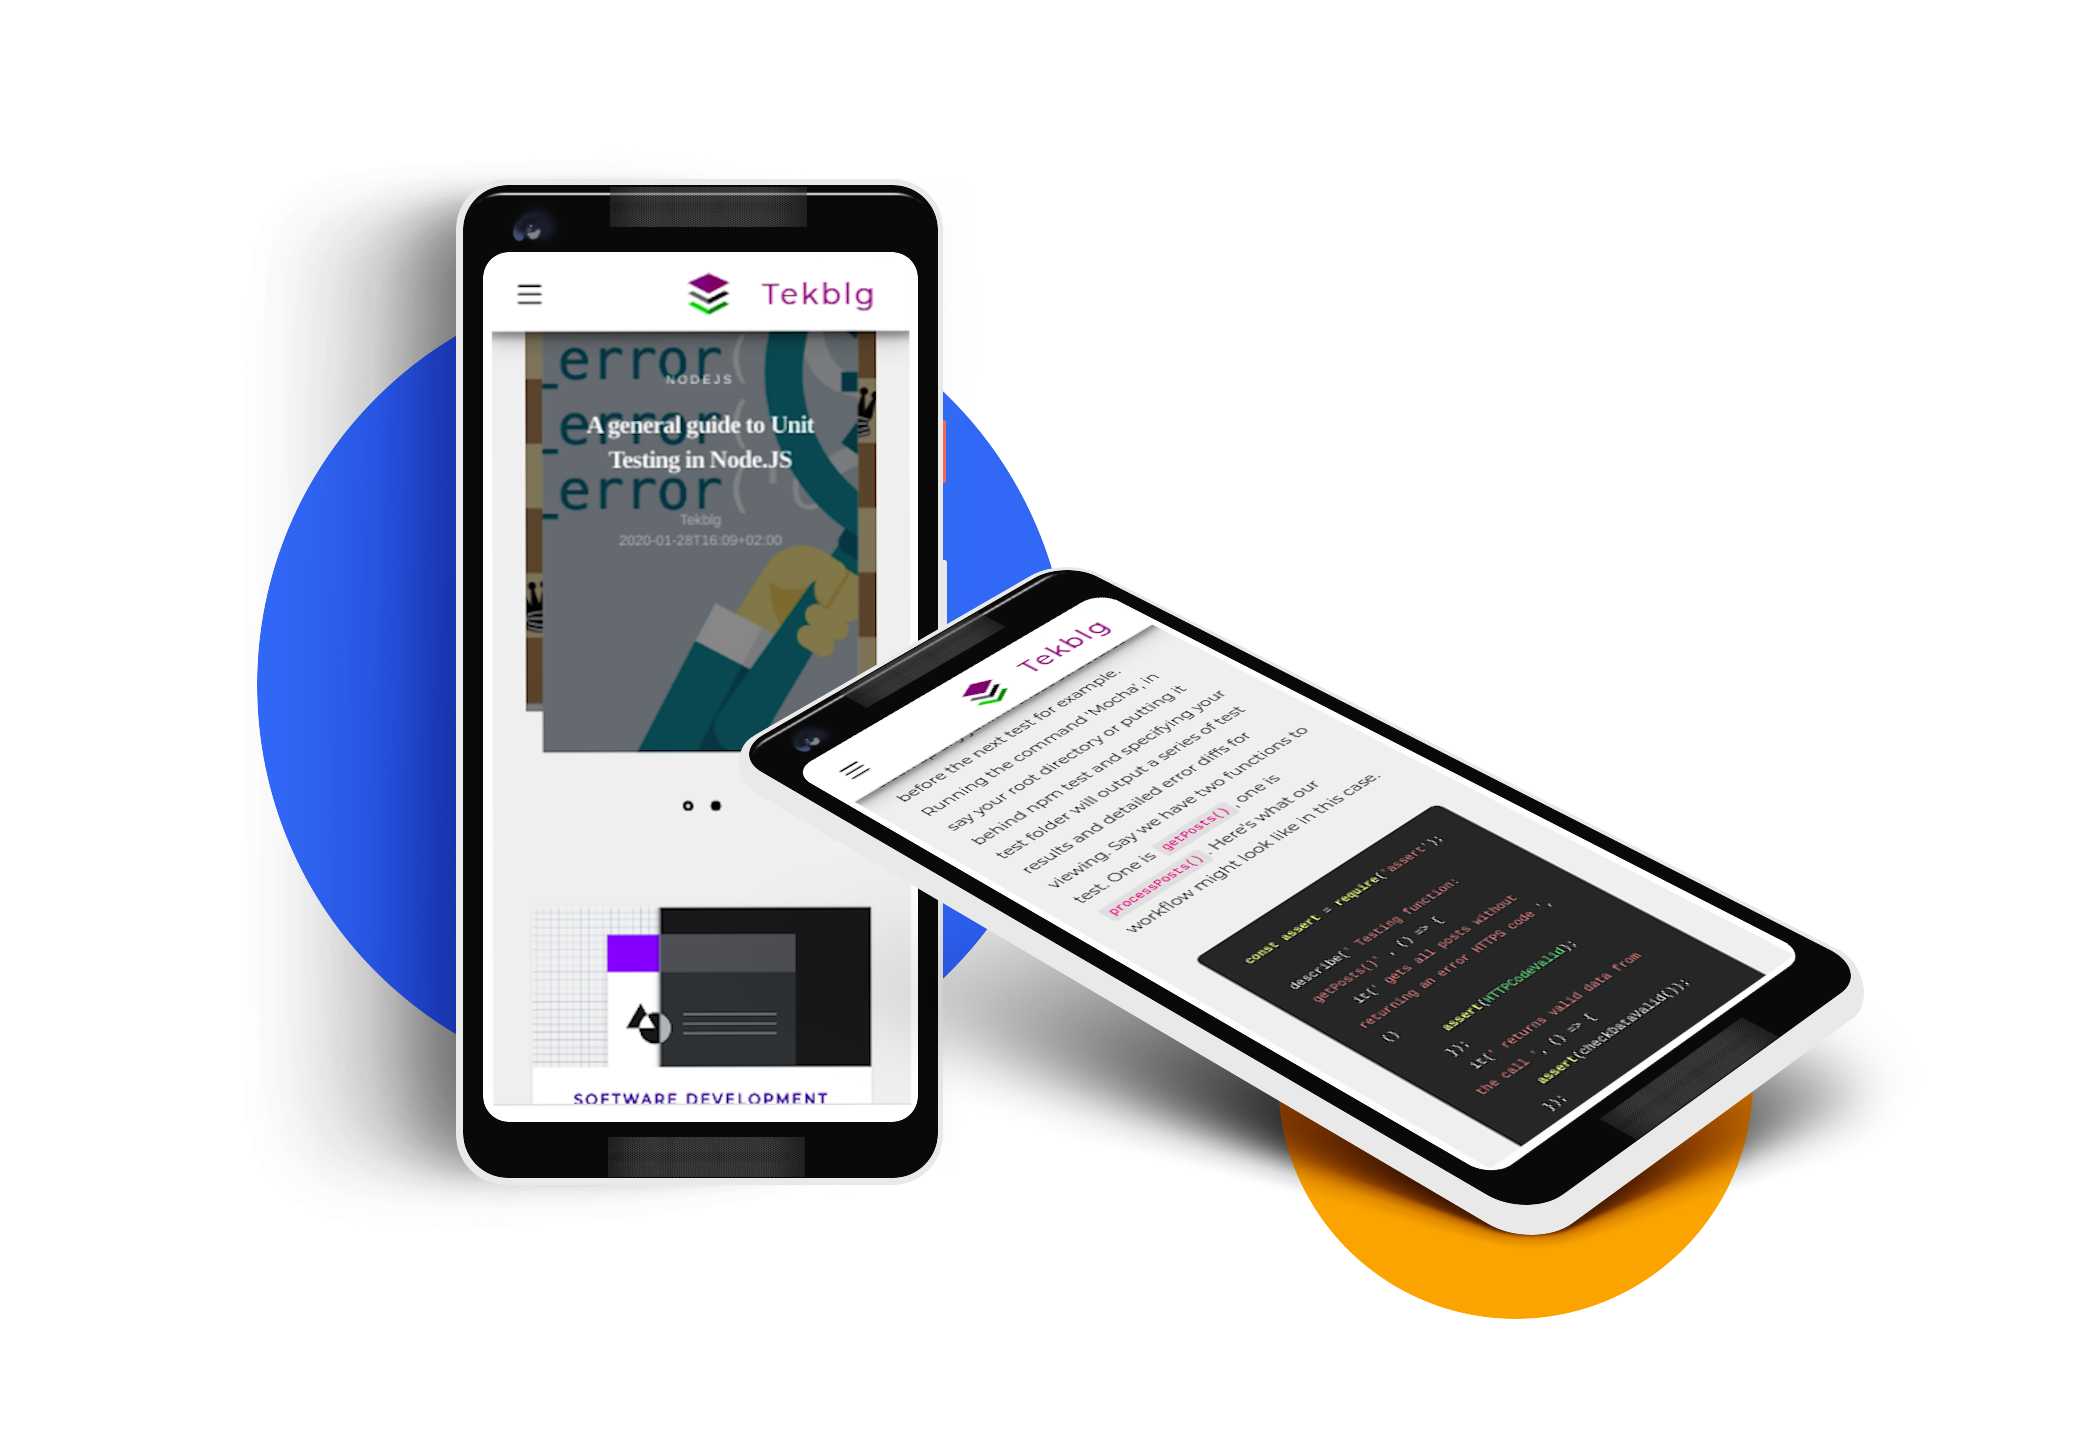 Tekblg
_error(
NODEJS
_error(
A general guide to Unit
Testing in Node.JS
_error(
Tekblg
2020-01-28T16:09+02:00
SOFTWARE DEVELOPMENT
Tekblg
before the next test for example.
Running the command 'Mocha', in
say your root directory or putting it
behind npm test and specifying your
test folder will output a series of test
results and detailed error diffs for
viewing. Say we have two functions to
test. One is getPosts() , one is
processPosts() . Here's what our
workflow might look like in this case.
const assert = require('assert');
describe(' Testing function:
getPosts()' , () => {
it(' gets all posts without
returning an error HTTPS code ',
()
assert(HTTPCodeValid);
});
it(' returns valid data from
the call ', () => {
assert(checkDataValid());
});